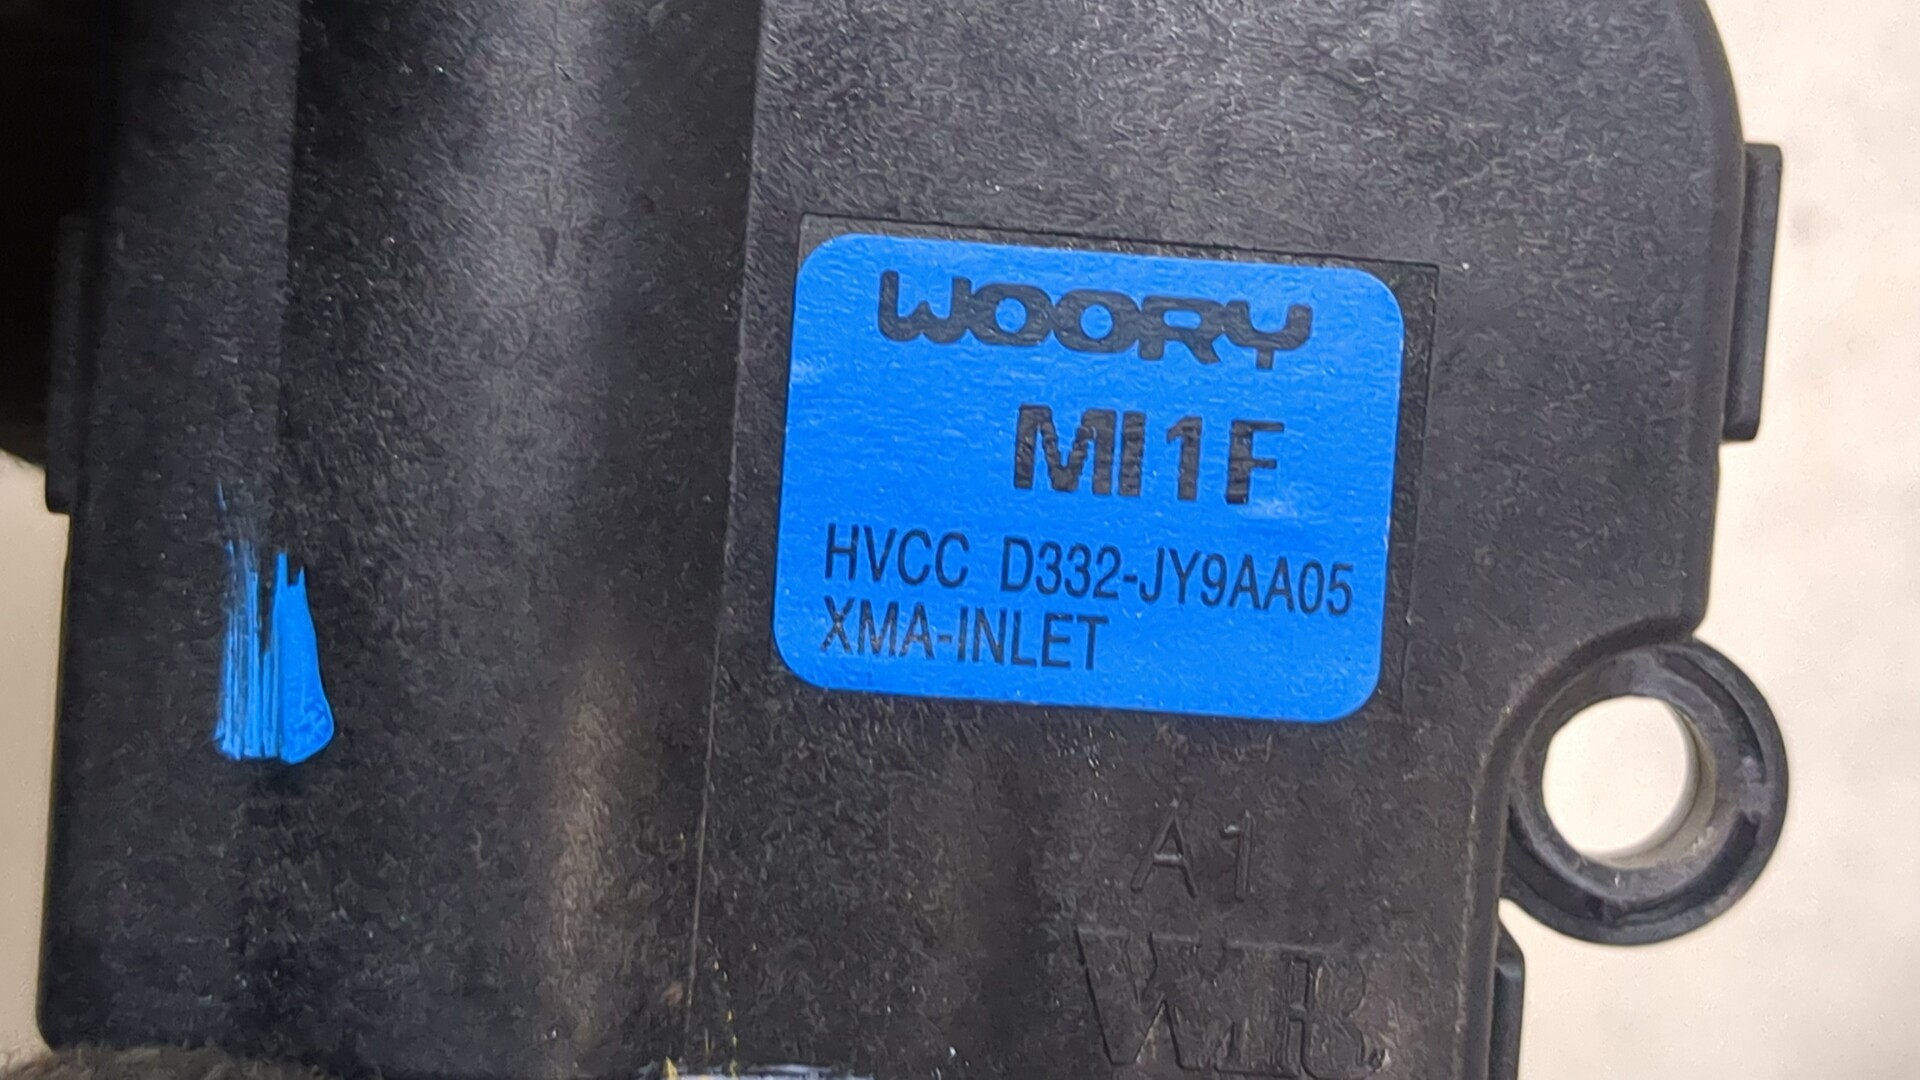 WOORY
MI1F
HVCC D332-JY9AA05
XMA-INLET
A1